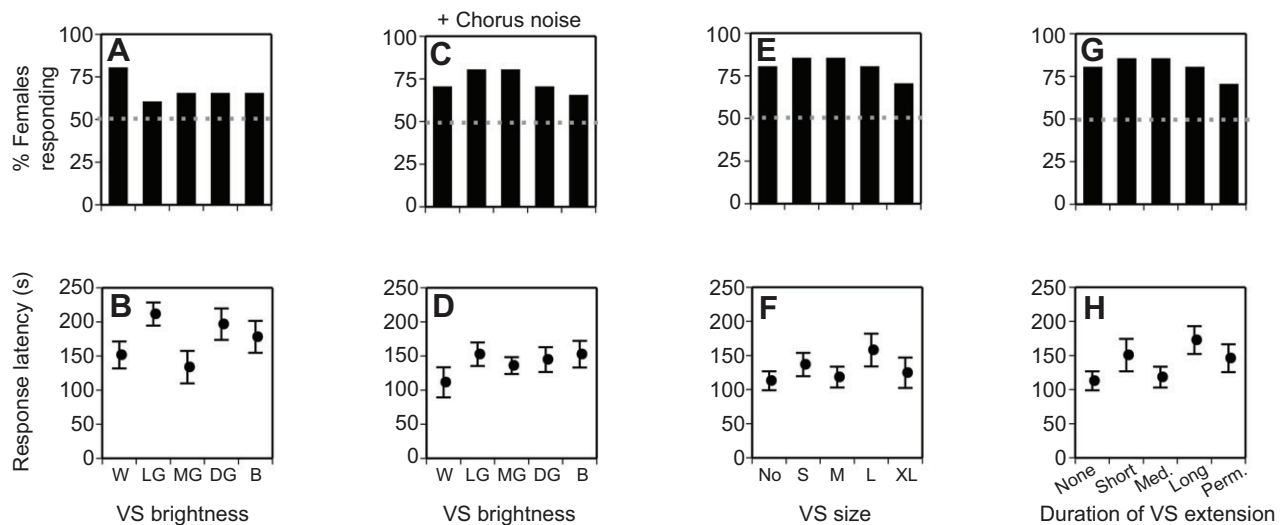 + Chorus noise
% Females
responding
100
75
50
25
0
A
100
75
50
25
0
C
100
75
50
25
0
E
100
75
50
25
0
G
Response latency (s)
250
200
150
100
50
0
B
W LG MG DG B
VS brightness
250
200
150
100
50
0
D
W LG MG DG B
VS brightness
250
200
150
100
50
0
F
No S M L XL
VS size
250
200
150
100
50
0
H
None Short Med. Long Perm.
Duration of VS extension